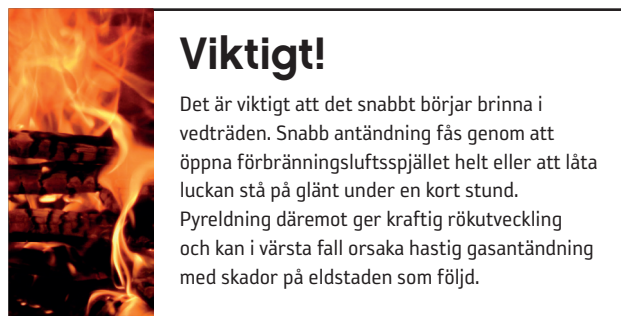 Viktigt!
Det är viktigt att det snabbt börjar brinna i
vedträden. Snabb antändning fås genom att
öppna förbränningsluftsspjället helt eller att låta
luckan stå på glänt under en kort stund.
Pyreldning däremot ger kraftig rökutveckling
och kan i värsta fall orsaka hastig gasantändning
med skador på eldstaden som följd.